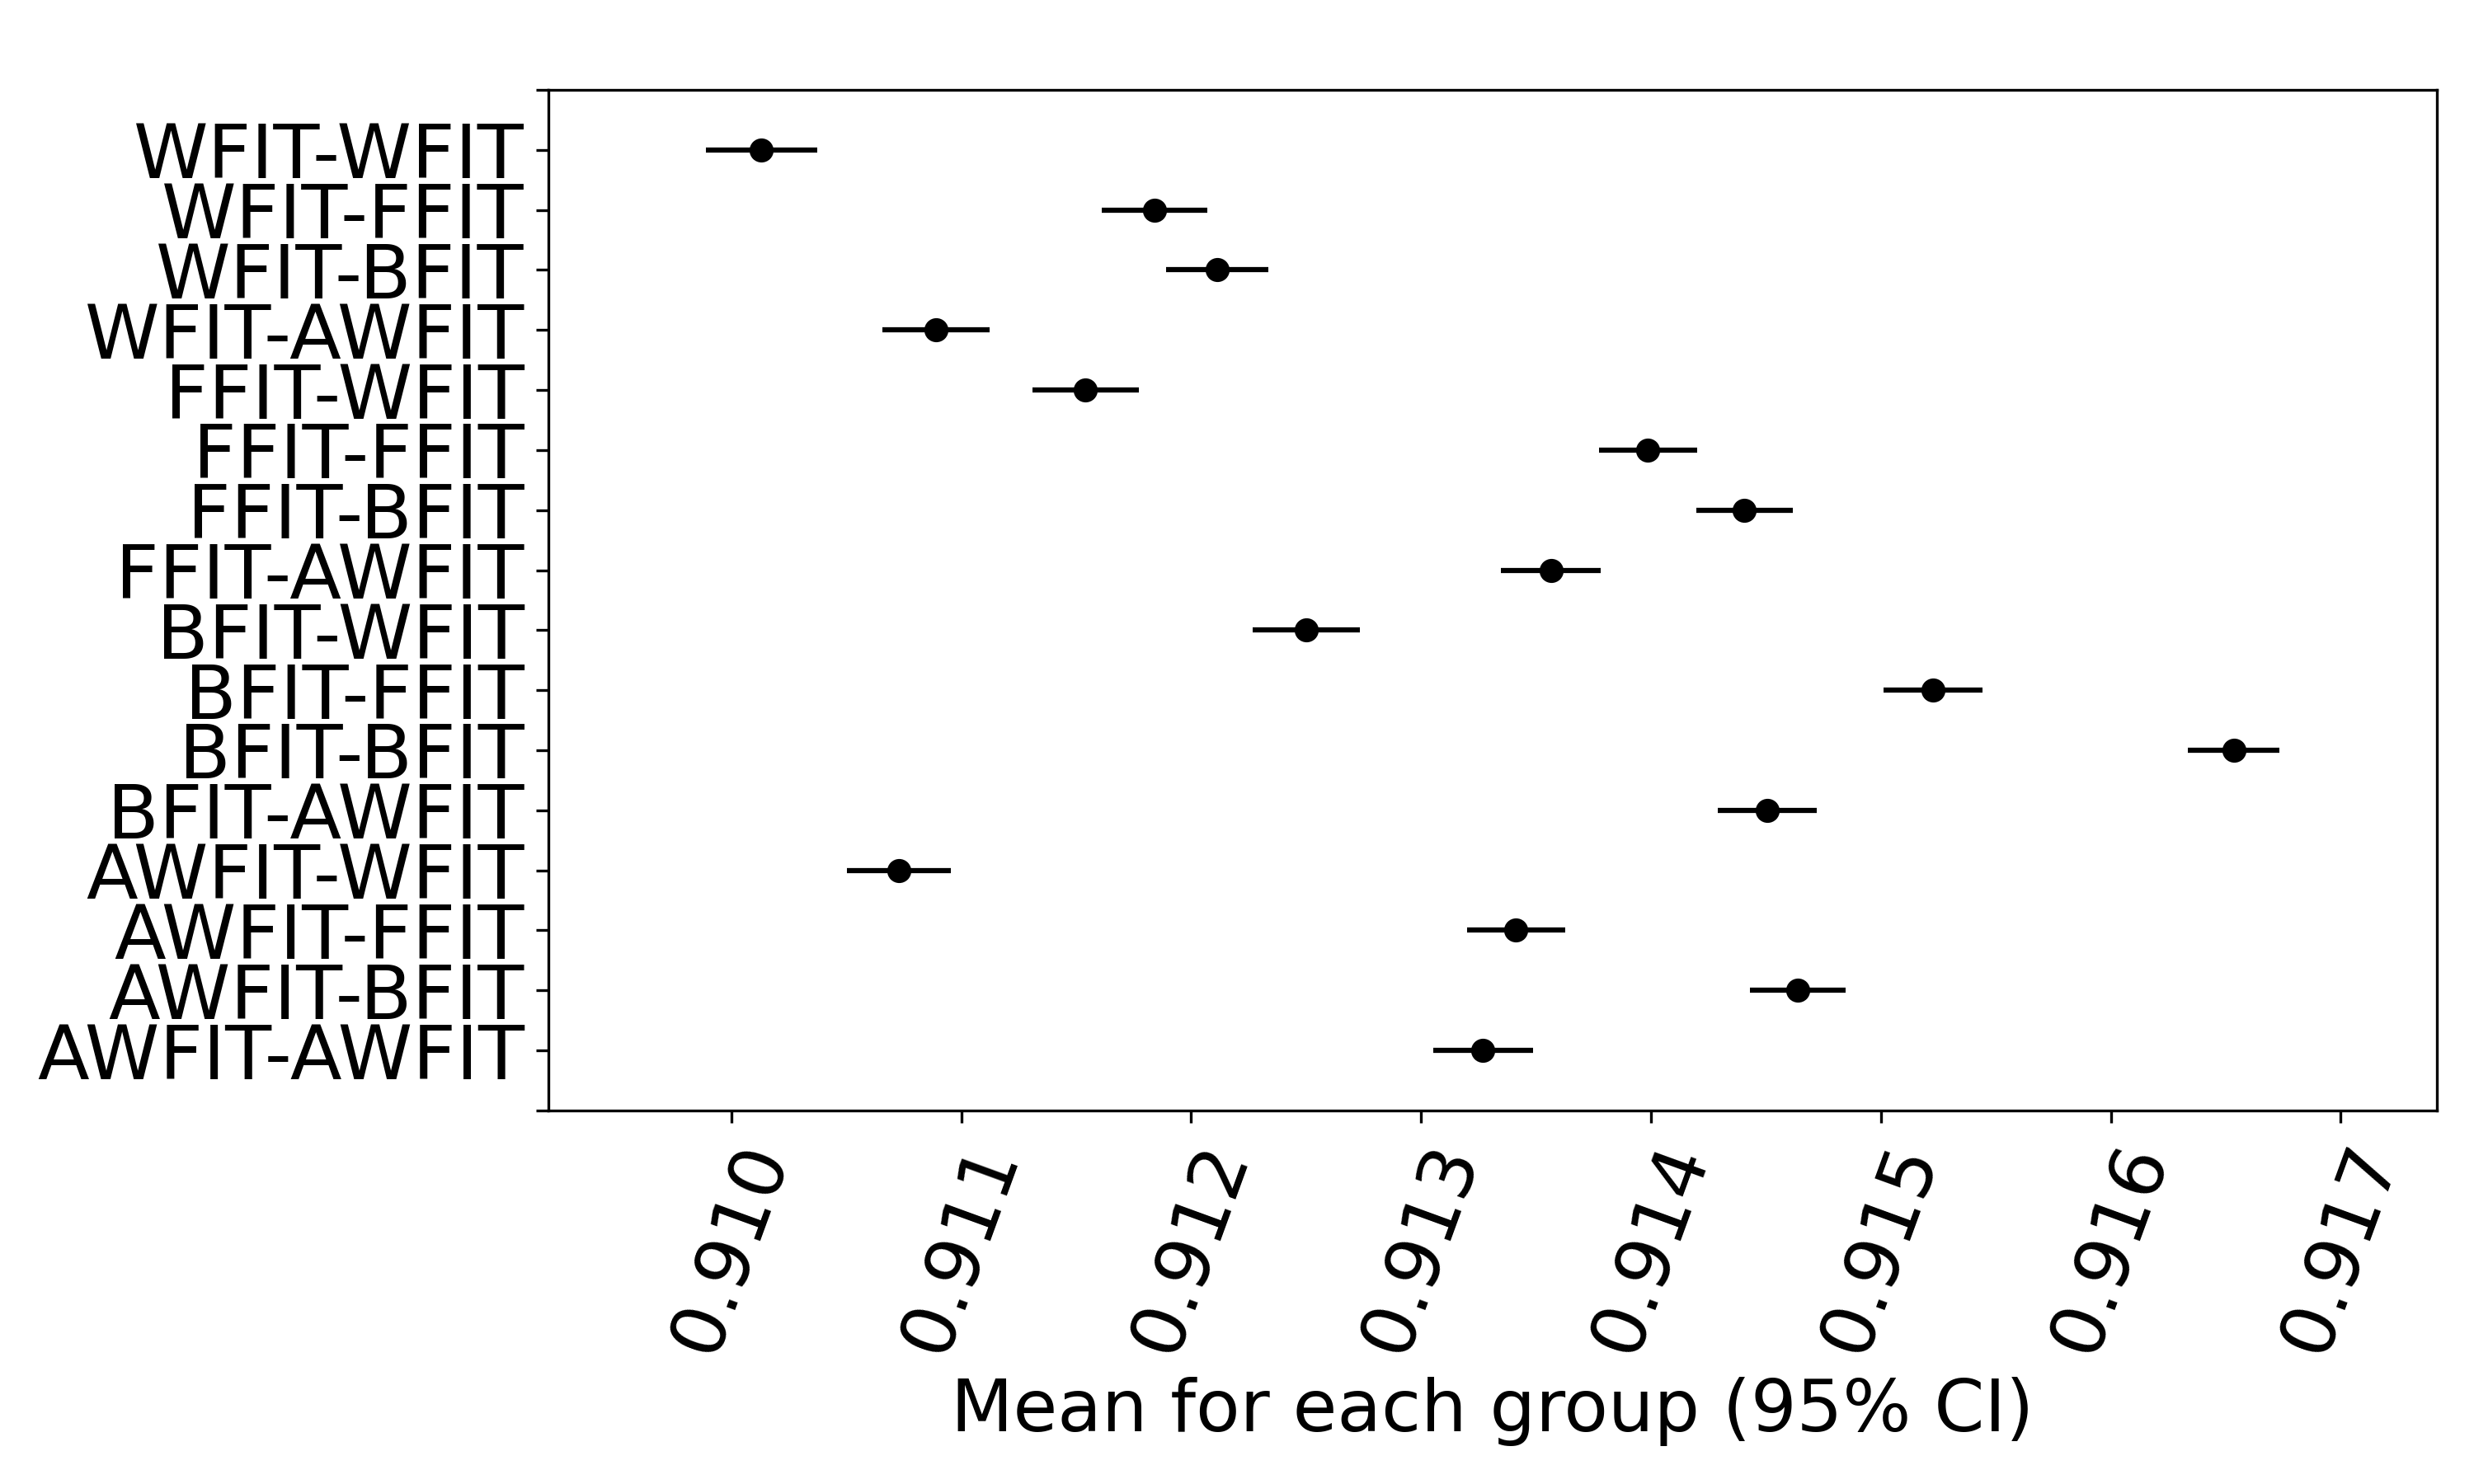 WFIT-WFIT
WFIT-FFIT
WFIT-BFIT
WFIT-AWFIT
FFIT-WFIT
FFIT-FFIT
FFIT-BFIT
FFIT-AWFIT
BFIT-WFIT
BFIT-FFIT
BFIT-BFIT
BFIT-AWFIT
AWFIT-WFIT
AWFIT-FFIT
AWFIT-BFIT
AWFIT-AWFIT
0.910 0.911 0.912 0.913 0.914 0.915 0.916 0.917
Mean for each group (95% CI)